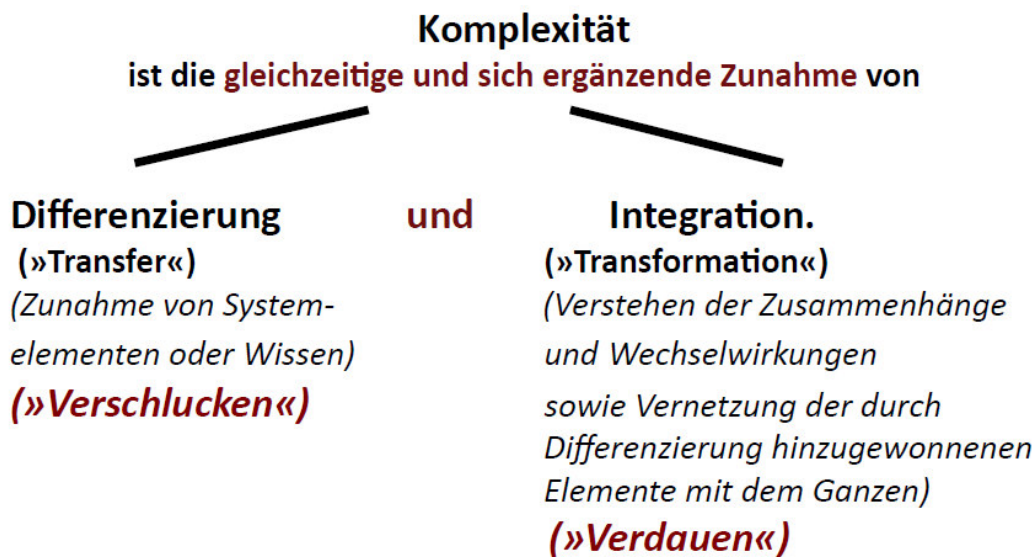 Komplexität
ist die gleichzeitige und sich ergänzende Zunahme von
Differenzierung und Integration.
(»Transfer«)
(Zunahme von System-
elementen oder Wissen)
(»Verschlucken«)
(»Transformation«)
(Verstehen der Zusammenhänge
und Wechselwirkungen
sowie Vernetzung der durch
Differenzierung hinzugewonnenen
Elemente mit dem Ganzen)
(»Verdauen«)